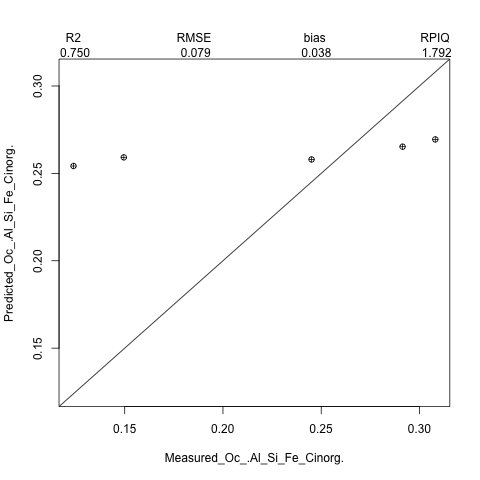 R2 RMSE bias RPIQ
0.750 0.079 0.038 1.792
0.30
0.25
0.20
0.15
Predicted_Oc_.Al_Si_Fe_Cinorg.
0.15 0.20 0.25 0.30
Measured_Oc_.Al_Si_Fe_Cinorg.